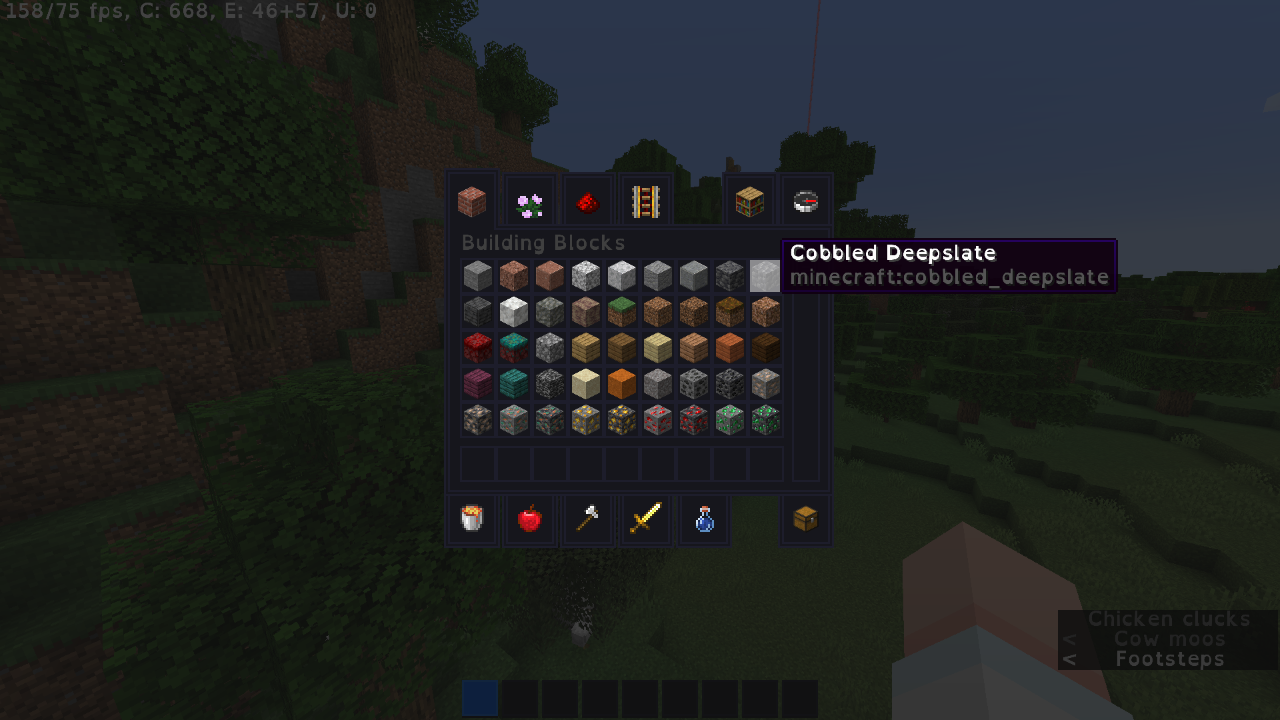 158/75 fps, C: 668, E: 46+57, U: 0
Building Blocks
Cobbled Deepslate
minecraft:cobbled_deepslate
Chicken clucks
< Cow moos
< Footsteps